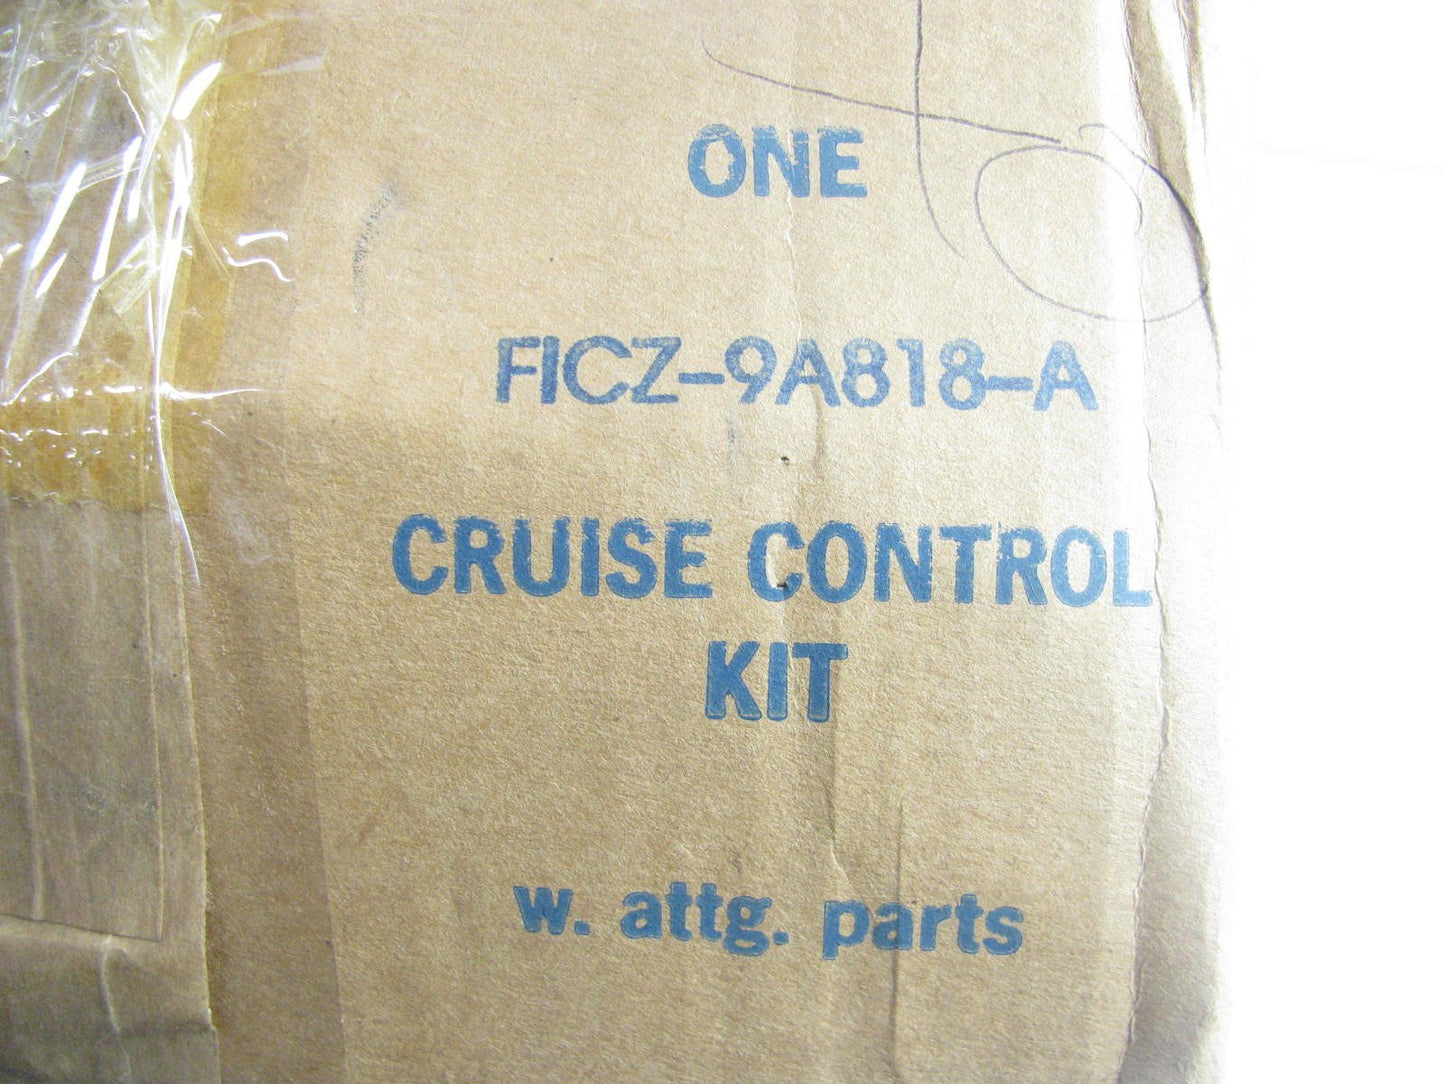 ONE
FICZ-9A818-A
CRUISE CONTROL
KIT
w. attg. parts